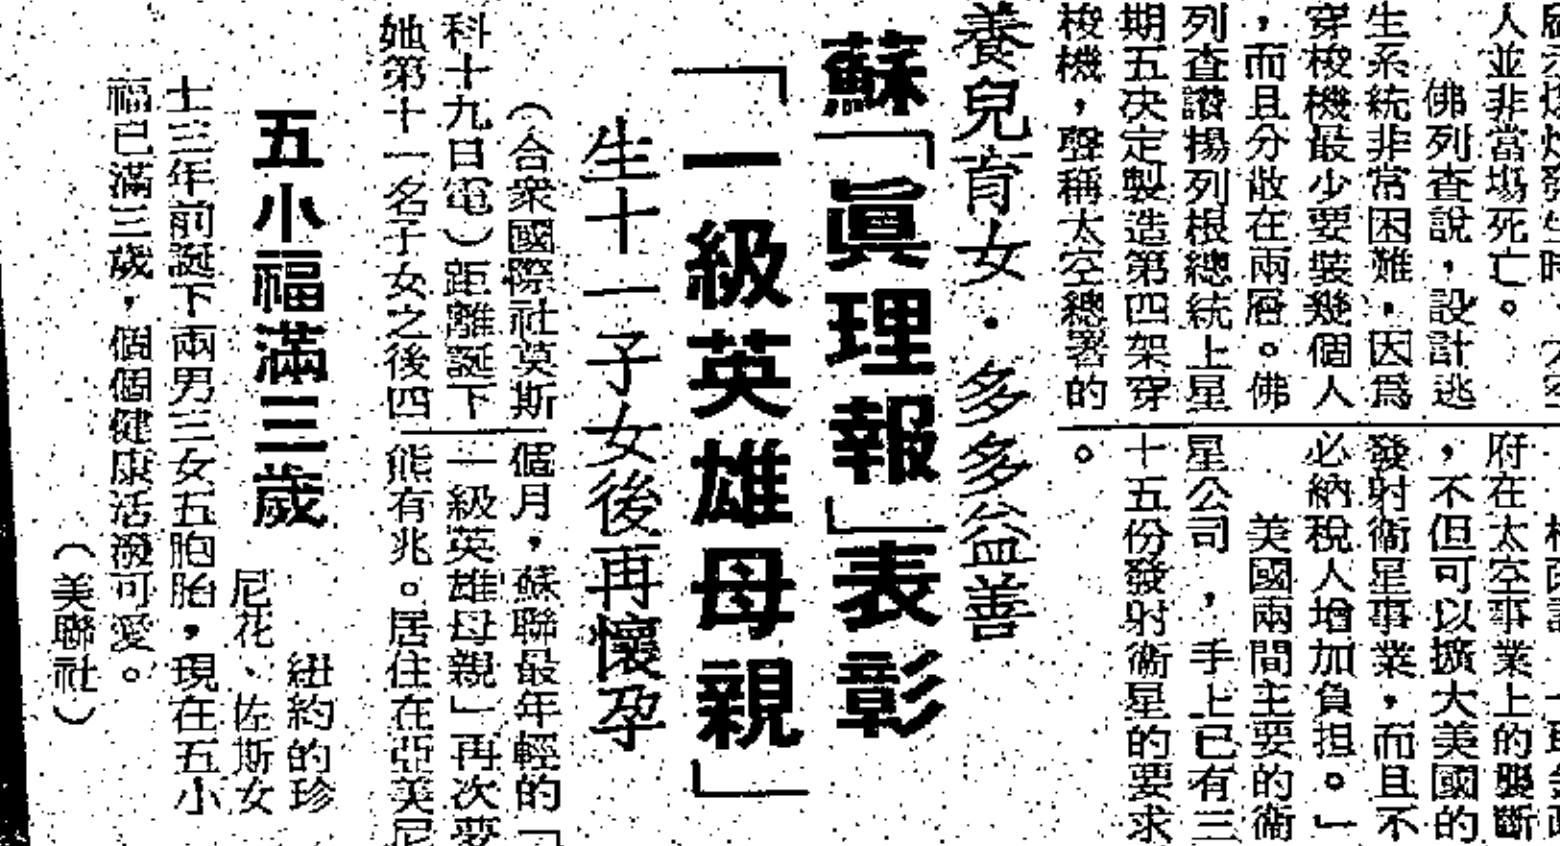 人並非當場死亡。
佛列查說，設計逃
生系統非常困難，因爲
穿梭機最少要裝幾個人
，而且分散在兩層。佛
列查讚揚列根總統上星
期五決定製造第四架穿
梭機，聲稱太空總署的
府在太空事業上的壟斷
，不但可以擴大美國的
發射衞星事業，而且不
必納稅人增加負担。」
美國兩間主要的衞
星公司，手上已有三
十五份發射衞星的要求
。
養兒育女．多多益善
蘇「眞理報」表彰
「一級英雄母親」
生十一子女後再懷孕
（合衆國際社莫斯
科十九日電）距離誕下
她第十一名子女之後四
個月，蘇聯最年輕的「
一級英雄母親」再次要
熊有兆。居住在亞美尼
五小福滿三歲
紐約的珍
尼花、佐斯女
士三年前誕下兩男三女五胞胎，現在五小
福已滿三歲，個個健康活潑可愛。
（美聯社）